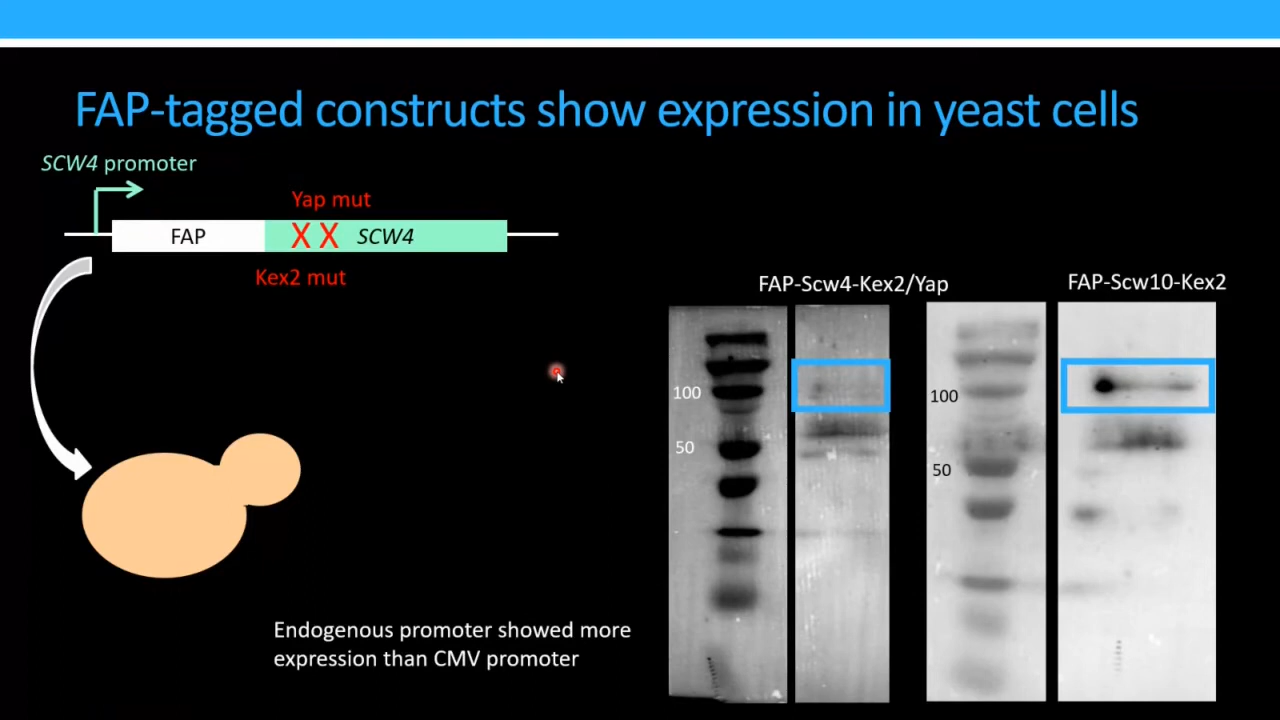 FAP-tagged constructs show expression in yeast cells
SCW4 promoter
Yap mut
FAP
X X
SCW4
Kex2 mut
FAP-Scw4-Kex2/Yap
FAP-Scw10-Kex2
100
50
100
50
Endogenous promoter showed more
expression than CMV promoter